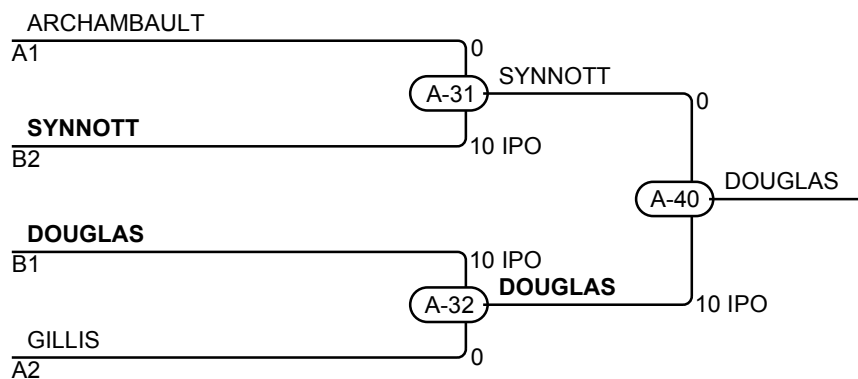 ARCHAMBAULT
A1
0
A-31
SYNNOTT
0
SYNNOTT
B2
10 IPO
A-40
DOUGLAS
DOUGLAS
B1
10 IPO
A-32
DOUGLAS
10 IPO
GILLIS
A2
0